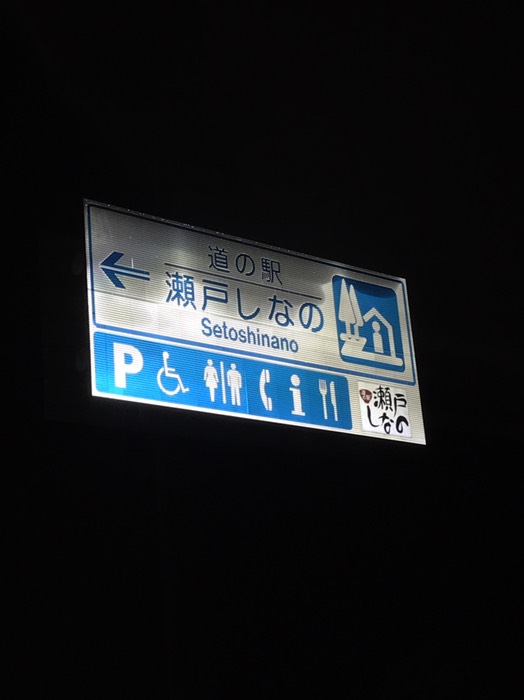 道の駅
瀬戸しなの
Setoshinano
P
瀬戸
しなの